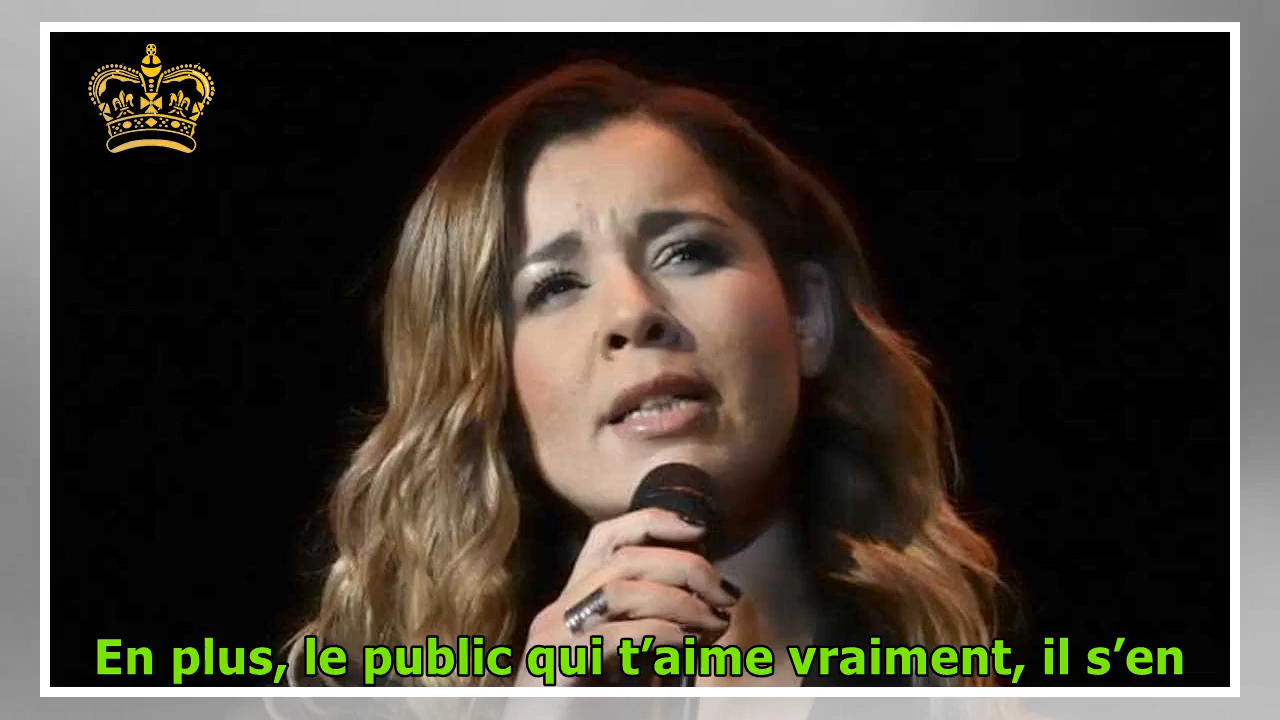 En plus, le public qui t’aime vraiment, il s’en